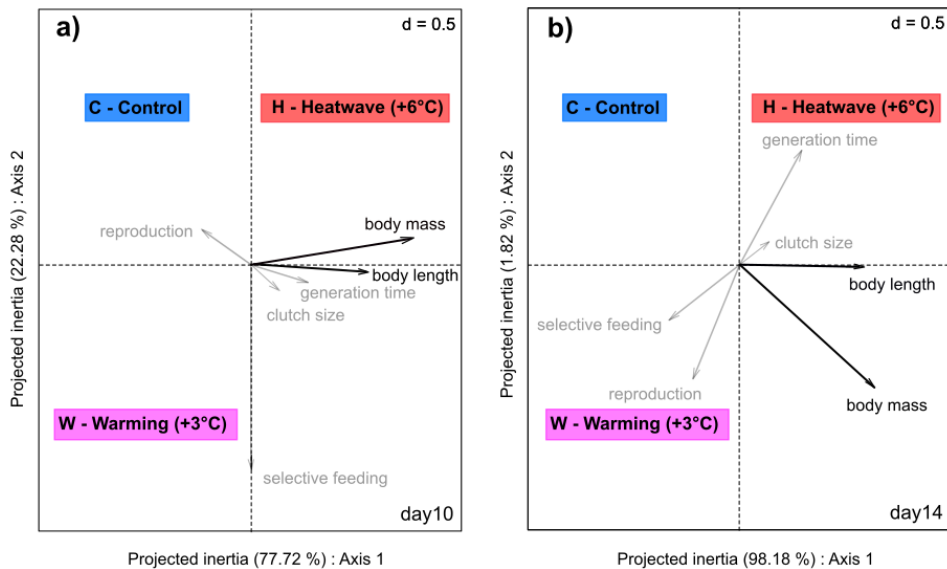 a)
d = 0.5
C - Control
H - Heatwave (+6°C)
reproduction
body mass
body length
generation time
clutch size
W - Warming (+3°C)
selective feeding
day10
Projected inertia (22.28 %) : Axis 2
Projected inertia (77.72 %) : Axis 1
b)
d = 0.5
C - Control
H - Heatwave (+6°C)
generation time
clutch size
body length
selective feeding
reproduction
body mass
W - Warming (+3°C)
day14
Projected inertia (1.82 %) : Axis 2
Projected inertia (98.18 %) : Axis 1